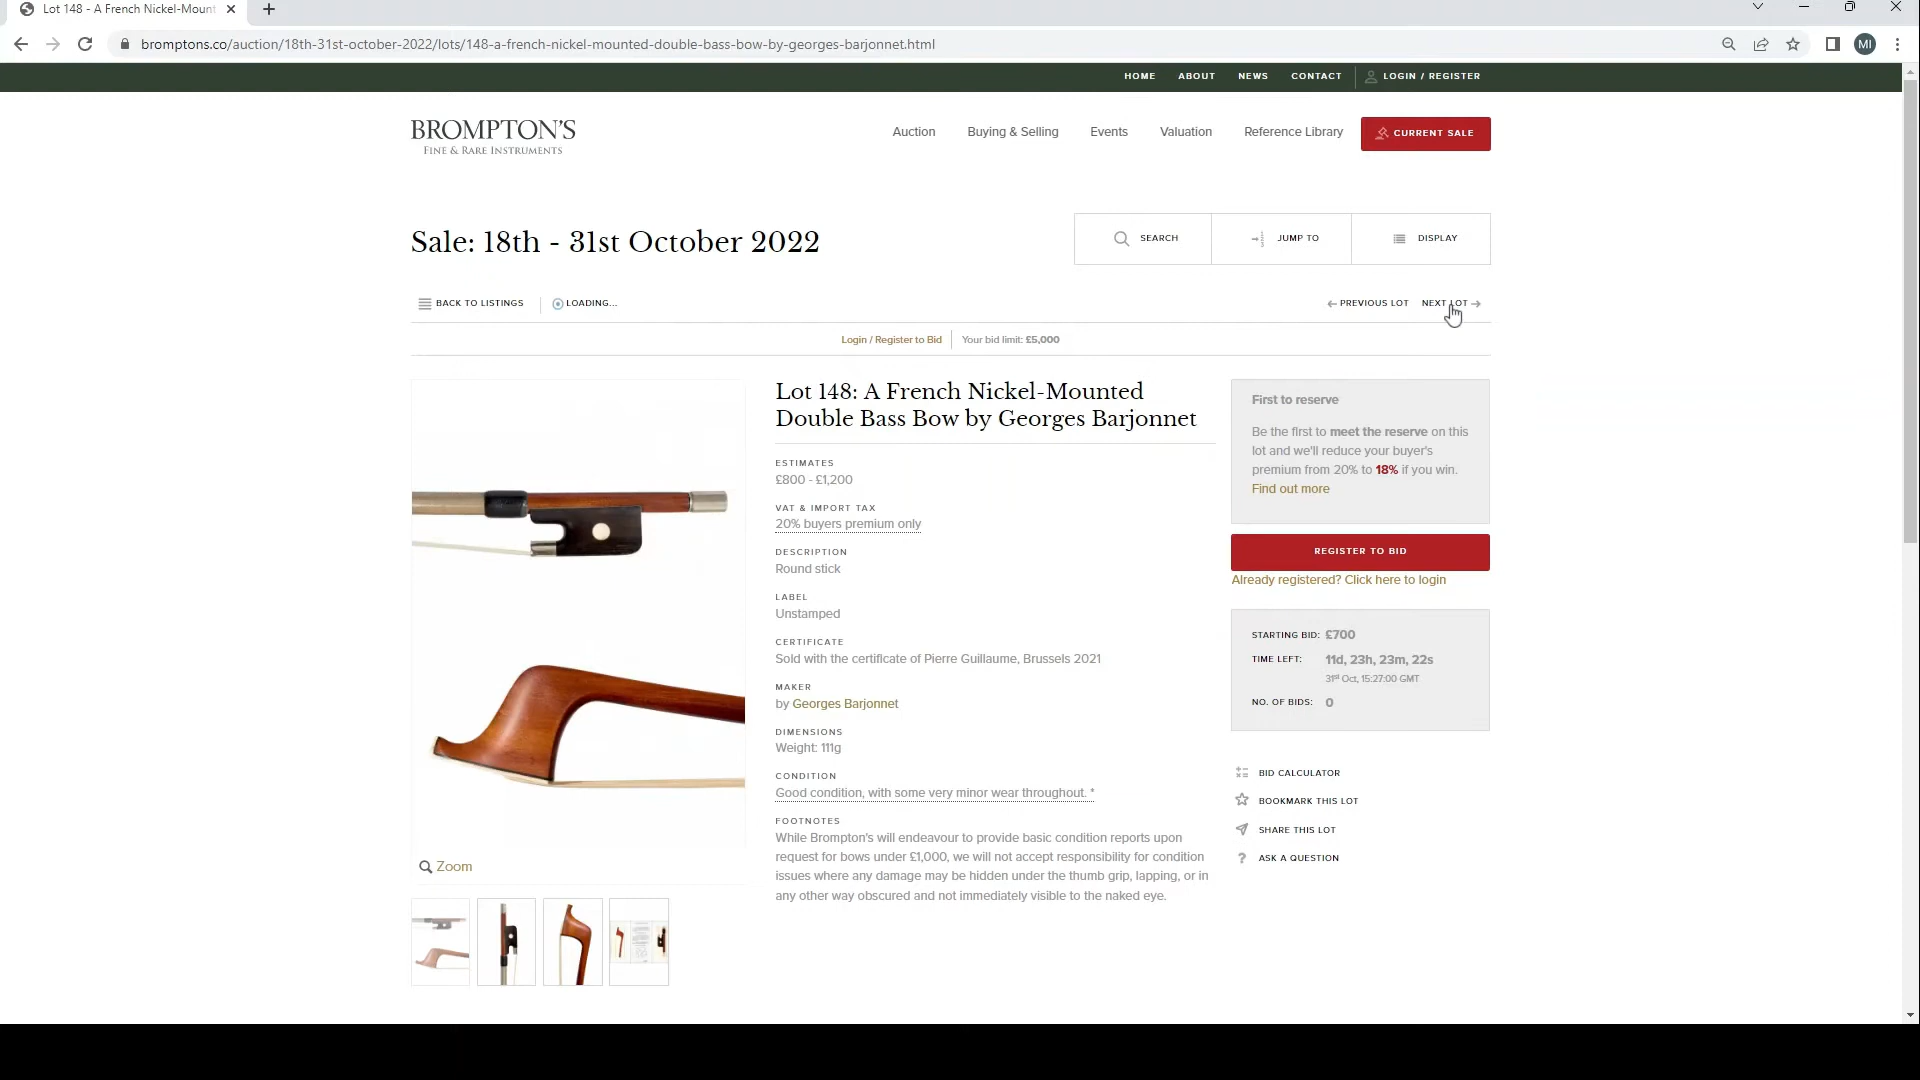 Lot 148 - A French Nickel-Mount
bromptons.co/auction/18th-31st-october-2022/lots/148-a-french-nickel-mounted-double-bass-bow-by-georges-barjonnet.html
MI
HOME ABOUT NEWS CONTACT LOGIN / REGISTER
BROMPTON'S
FINE & RARE INSTRUMENTS
Auction Buying & Selling Events Valuation Reference Library CURRENT SALE
Sale: 18th - 31st October 2022
SEARCH JUMP TO DISPLAY
BACK TO LISTINGS LOADING... PREVIOUS LOT NEXT LOT
Login / Register to Bid Your bid limit: £5,000
Lot 148: A French Nickel-Mounted
Double Bass Bow by Georges Barjonnet
ESTIMATES
£800 - £1,200
VAT & IMPORT TAX
20% buyers premium only
DESCRIPTION
Round stick
LABEL
Unstamped
CERTIFICATE
Sold with the certificate of Pierre Guillaume, Brussels 2021
MAKER
by Georges Barjonnet
DIMENSIONS
Weight: 111g
CONDITION
Good condition, with some very minor wear throughout. *
FOOTNOTES
While Brompton's will endeavour to provide basic condition reports upon
request for bows under £1,000, we will not accept responsibility for condition
issues where any damage may be hidden under the thumb grip, lapping, or in
any other way obscured and not immediately visible to the naked eye.
First to reserve
Be the first to meet the reserve on this
lot and we'll reduce your buyer's
premium from 20% to 18% if you win.
Find out more
REGISTER TO BID
Already registered? Click here to login
STARTING BID: £700
TIME LEFT: 11d, 23h, 23m, 22s
31st Oct, 15:27:00 GMT
NO. OF BIDS: 0
BID CALCULATOR
BOOKMARK THIS LOT
SHARE THIS LOT
? ASK A QUESTION
Zoom